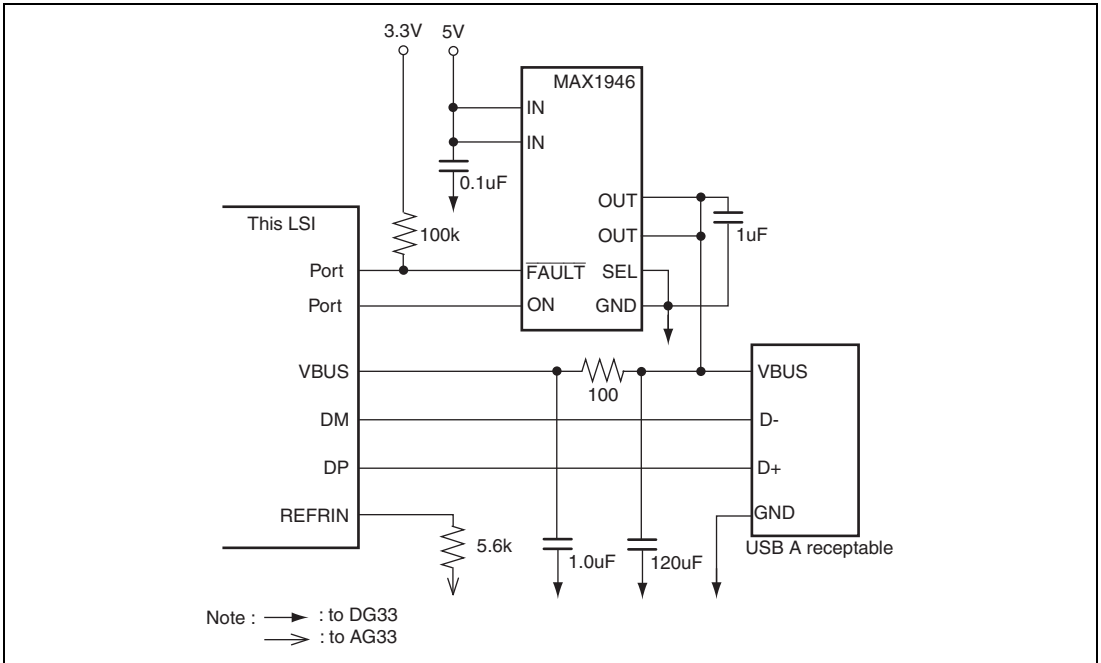 3.3V 5V
MAX1946
IN
IN
0.1uF
OUT
This LSI
100k
OUT
1uF
Port
FAULT
SEL
Port
ON
GND
VBUS
100
VBUS
DM
D-
DP
D+
REFRIN
GND
5.6k
1.0uF
120uF
USB A receptable
Note : : to DG33
: to AG33